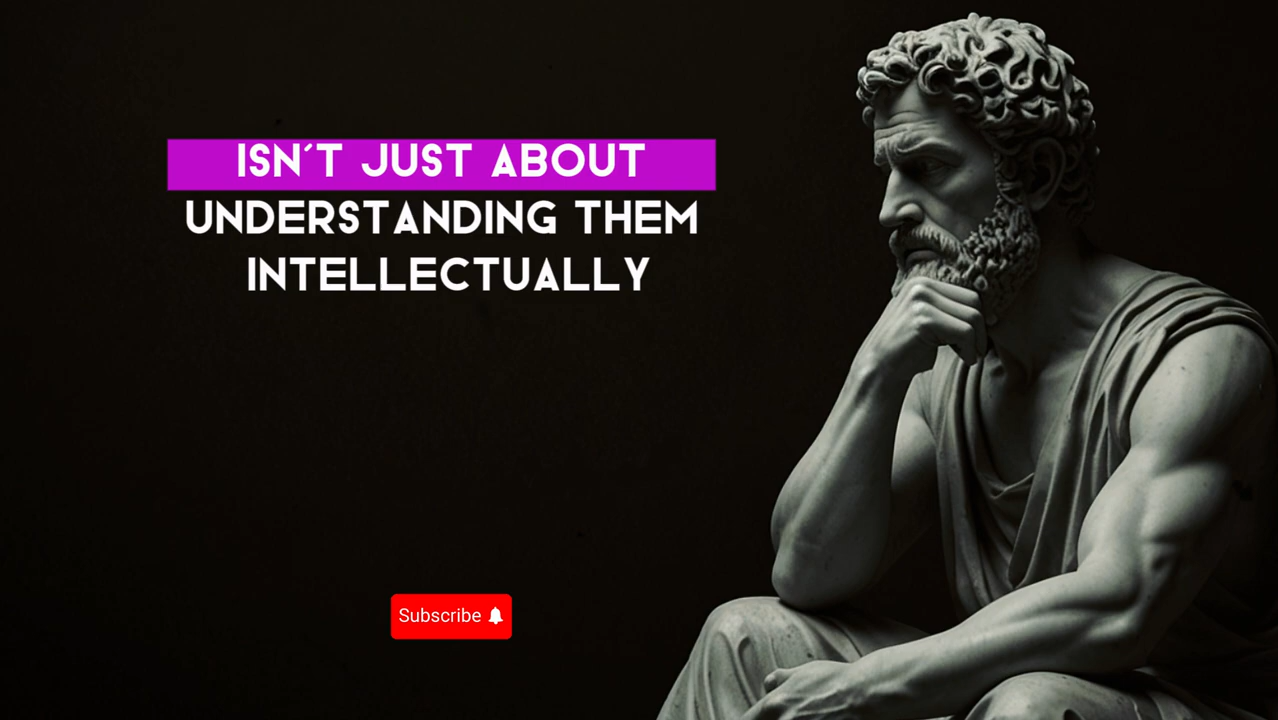 ISN´T JUST ABOUT
UNDERSTANDING THEM
INTELLECTUALLY
Subscribe